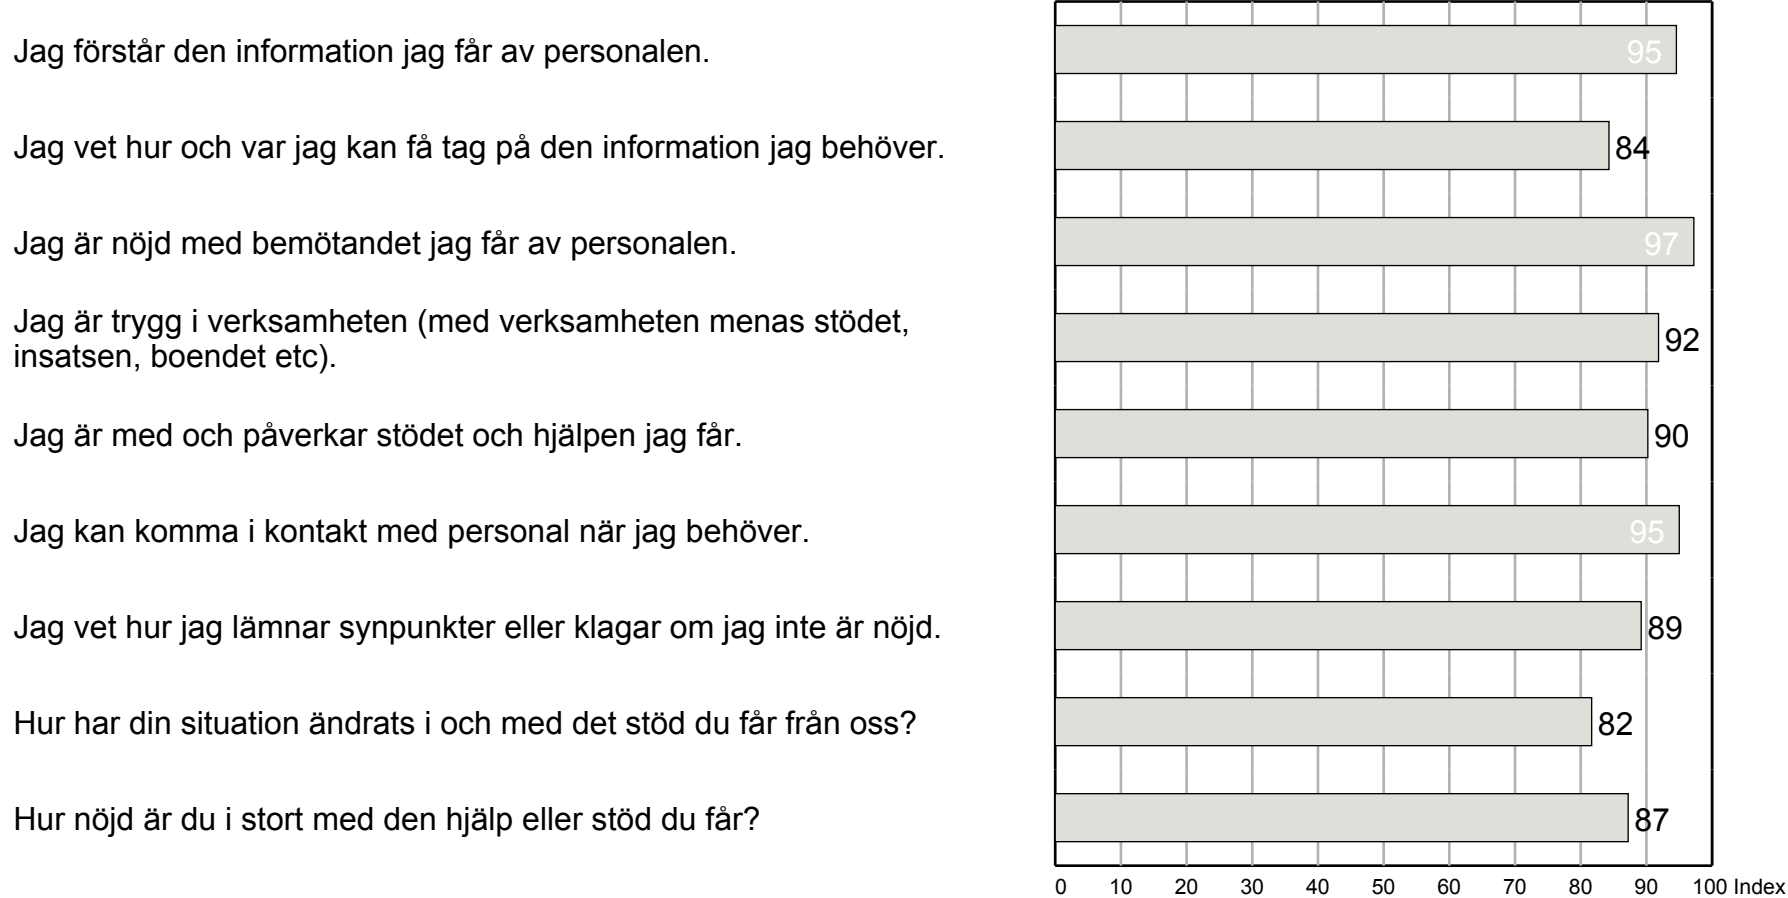 Jag förstår den information jag får av personalen.
95
Jag vet hur och var jag kan få tag på den information jag behöver.
84
Jag är nöjd med bemötandet jag får av personalen.
97
Jag är trygg i verksamheten (med verksamheten menas stödet,
insatsen, boendet etc).
92
Jag är med och påverkar stödet och hjälpen jag får.
90
Jag kan komma i kontakt med personal när jag behöver.
95
Jag vet hur jag lämnar synpunkter eller klagar om jag inte är nöjd.
89
Hur har din situation ändrats i och med det stöd du får från oss?
82
Hur nöjd är du i stort med den hjälp eller stöd du får?
87
0 10 20 30 40 50 60 70 80 90 100 Index